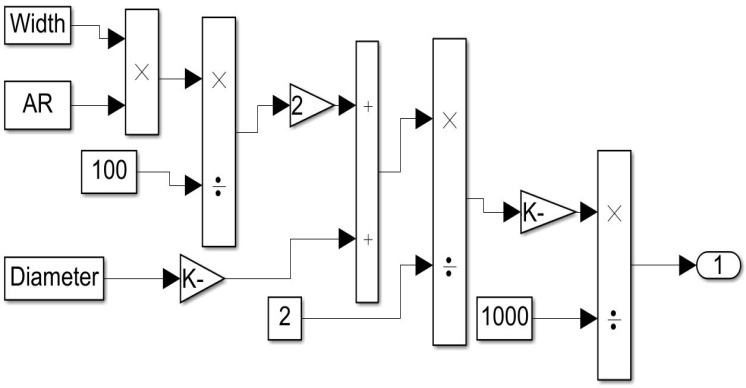 Width
AR
×
×
÷
100
2
+
+
×
÷
Diameter
K-
2
K-
1000
×
÷
1